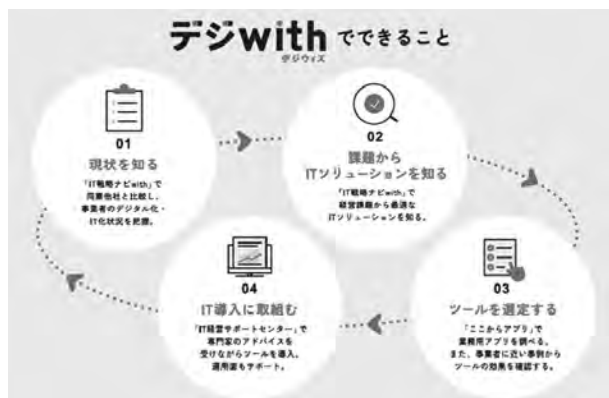 デジwithでできること
デジウィズ
01
現状を知る
「IT戦略ナビwith」で
同業他社と比較し、
事業者のデジタル化・
IT化状況を把握。
02
課題から
ITソリューションを知る
「IT戦略ナビwith」で
経営課題から最適な
ITソリューションを知る。
03
ツールを選定する
「ここからアプリ」で
業務用アプリを調べる。
また、事業者に近い事例から
ツールの効果を確認する。
04
IT導入に取組む
「IT経営サポートセンター」で
専門家のアドバイスを
受けながらツールを導入。
運用面もサポート。